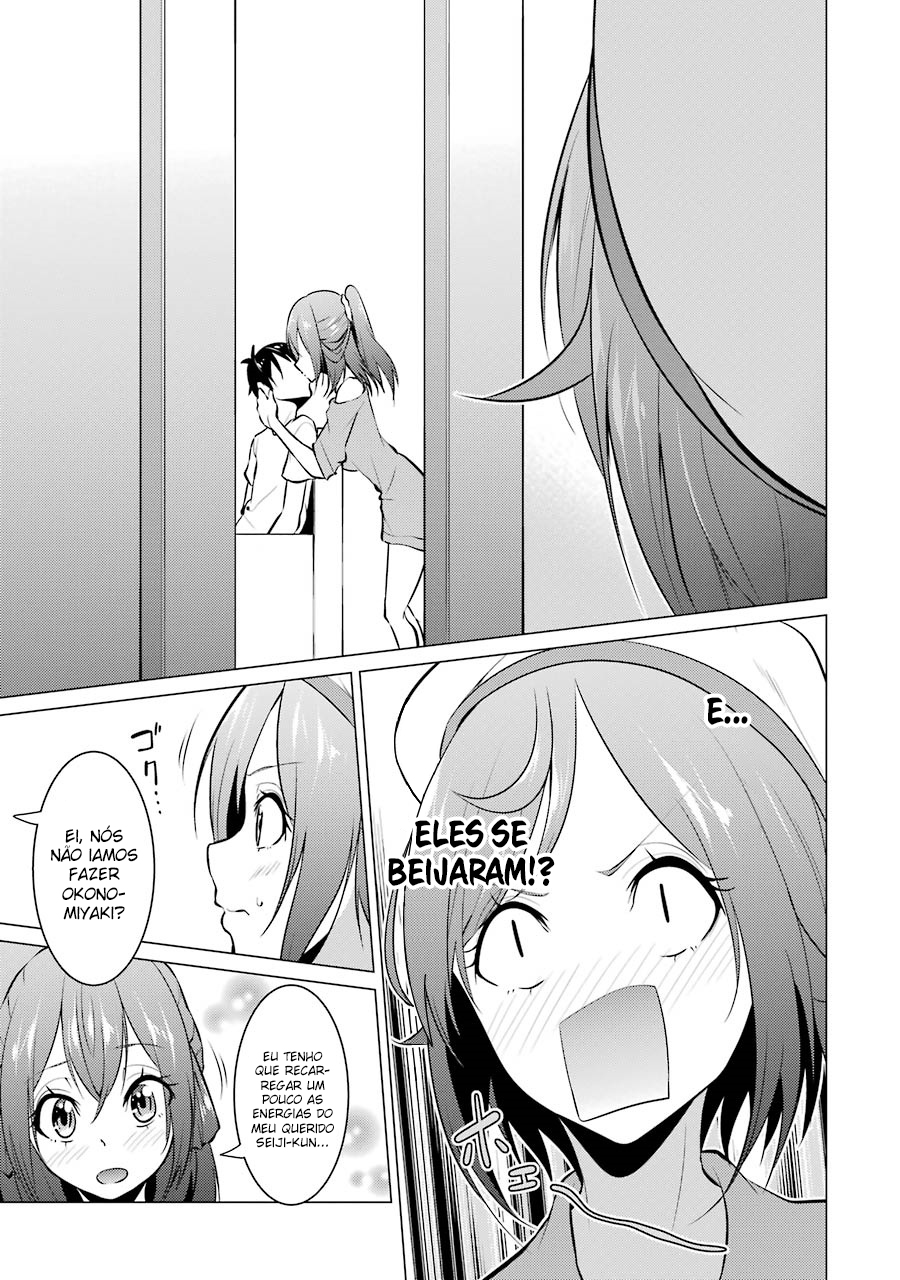 E...
ELES SE
BEIJARAM!?
ホェー
ゴク…
EI, NÓS
NÃO IAMOS
FAZER
OKONO-
MIYAKI?
EU TENHO
QUE RECAR-
REGAR UM
POUCO AS
ENERGIAS DO
MEU QUERIDO
SEIJI-KUN...